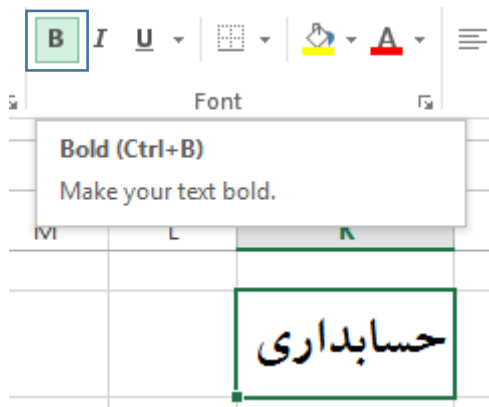 B I U A
Font
Bold (Ctrl+B)
Make your text bold.
M L K
حسابداری